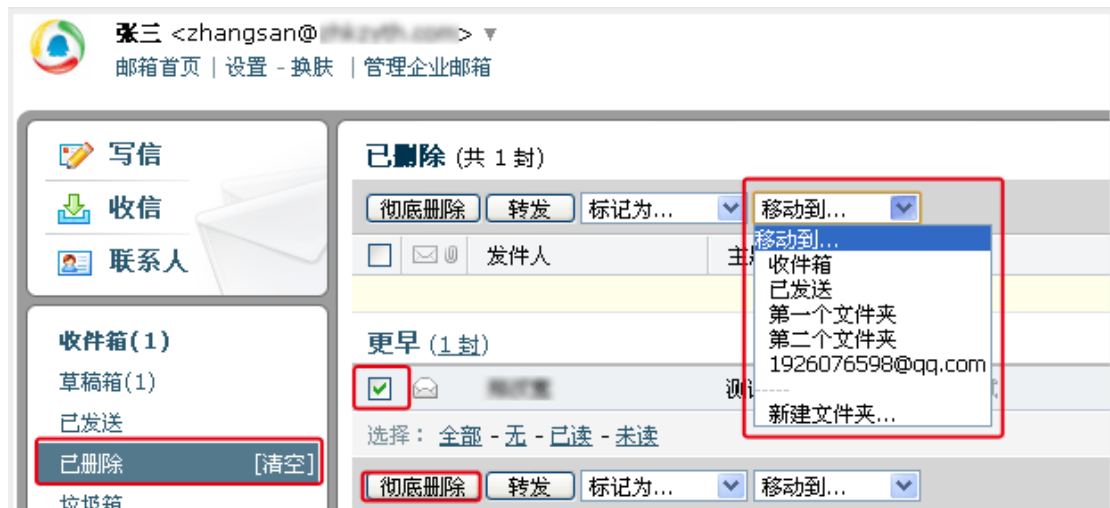 张三 <zhangsan@ >
邮箱首页 | 设置 - 换肤 | 管理企业邮箱
写信
收信
联系人
收件箱(1)
草稿箱(1)
已发送
已删除 [清空]
垃圾箱
已删除 (共 1 封)
彻底删除 转发 标记为... 移动到...
发件人 主
移动到...
收件箱
已发送
第一个文件夹
第二个文件夹
1926076598@qq.com
-----
新建文件夹...
更早 (1 封)
测
选择： 全部 - 无 - 已读 - 未读
彻底删除 转发 标记为... 移动到...